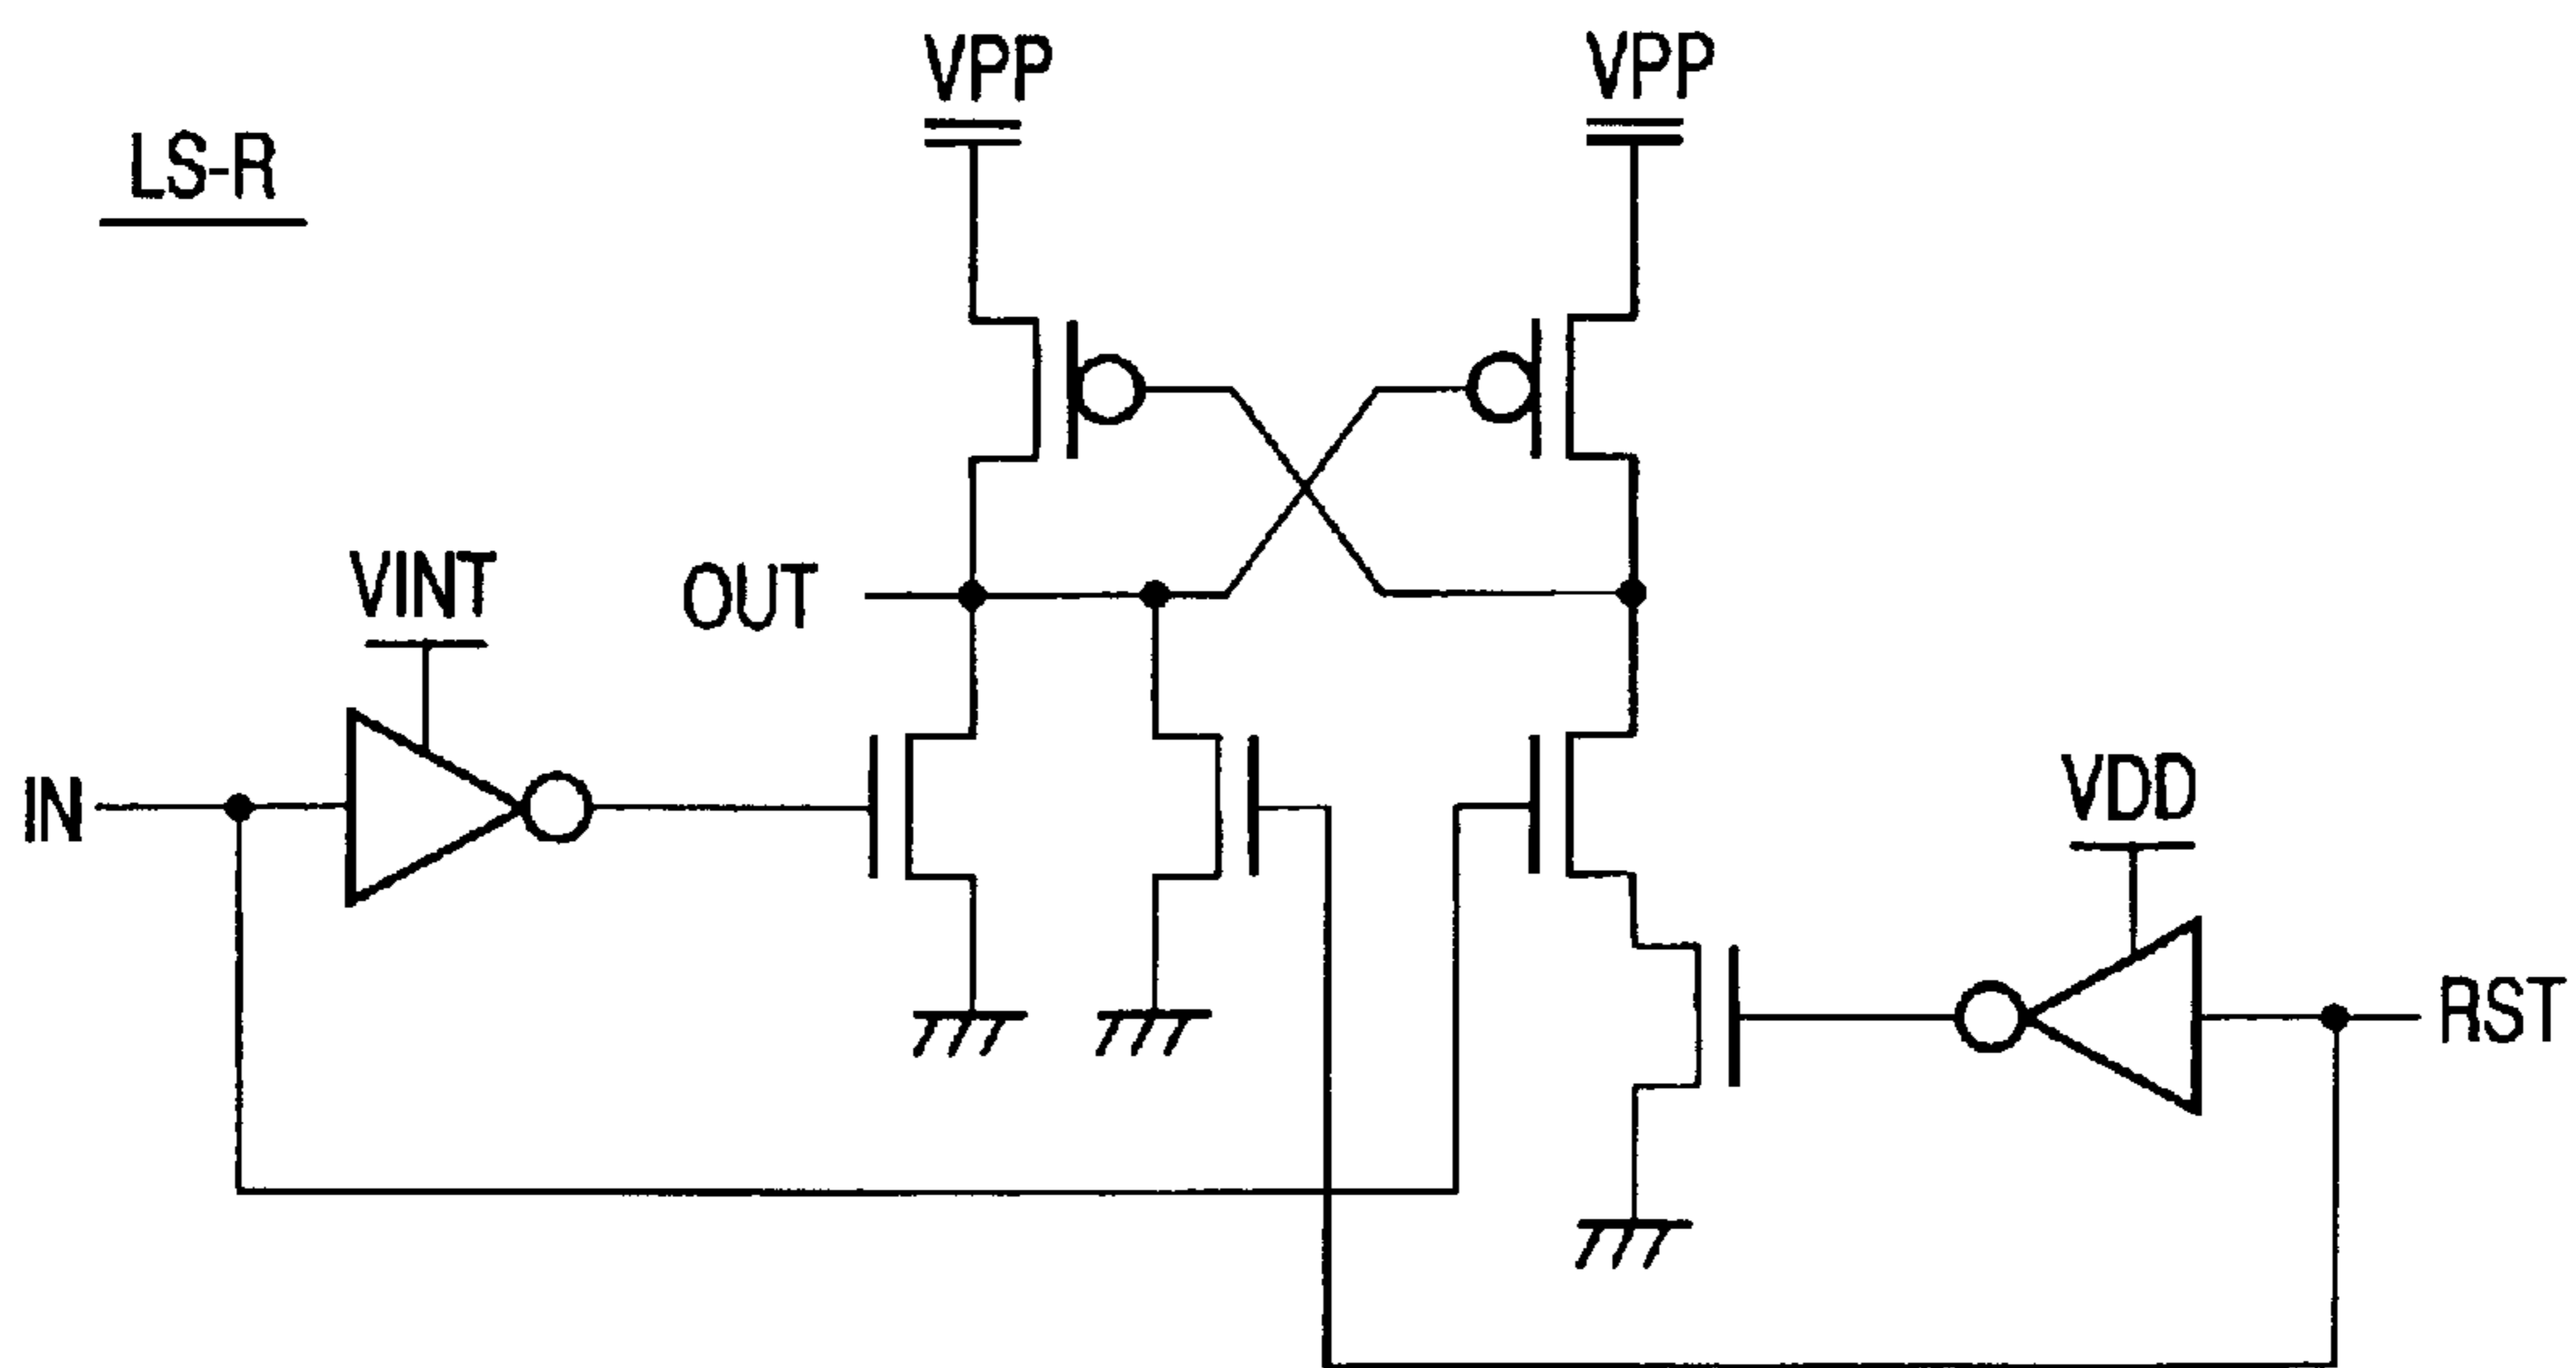 VPP
VPP
LS-R
VINT
OUT
IN
VDD
RST